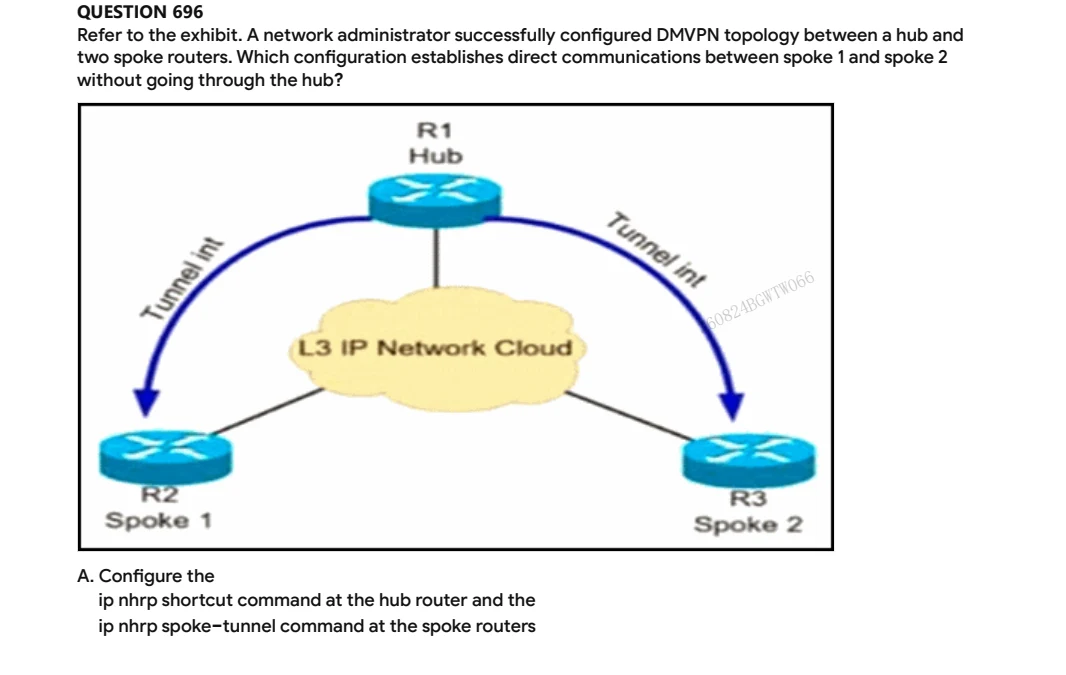 QUESTION 696
Refer to the exhibit. A network administrator successfully configured DMVPN topology between a hub and
two spoke routers. Which configuration establishes direct communications between spoke 1 and spoke 2
without going through the hub?
R1
Hub
Tunnel int
Tunnel int
60824BGWTW066
L3 IP Network Cloud
R2
Spoke 1
R3
Spoke 2
A. Configure the
ip nhrp shortcut command at the hub router and the
ip nhrp spoke-tunnel command at the spoke routers